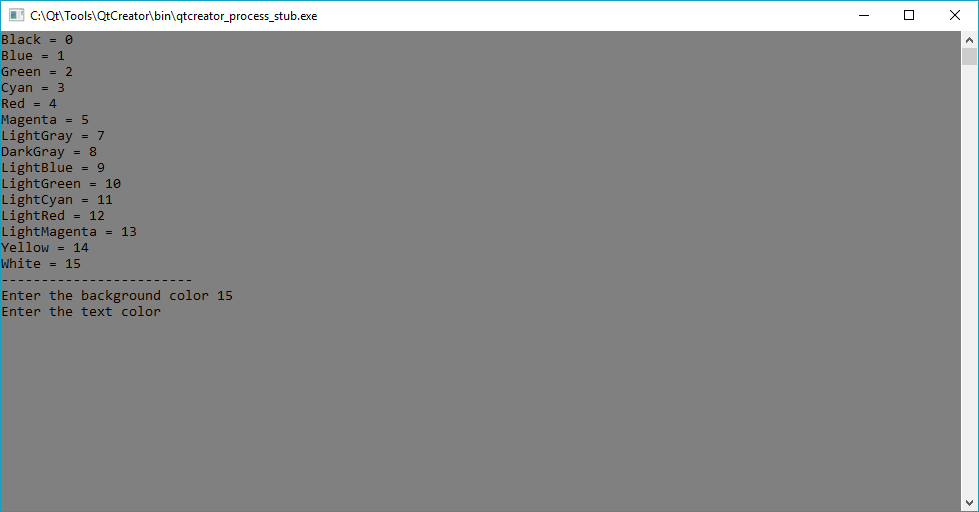 C:\Qt\Tools\QtCreator\bin\qtcreator_process_stub.exe
Black = 0
Blue = 1
Green = 2
Cyan = 3
Red = 4
Magenta = 5
LightGray = 7
DarkGray = 8
LightBlue = 9
LightGreen = 10
LightCyan = 11
LightRed = 12
LightMagenta = 13
Yellow = 14
White = 15
------------------------
Enter the background color 15
Enter the text color